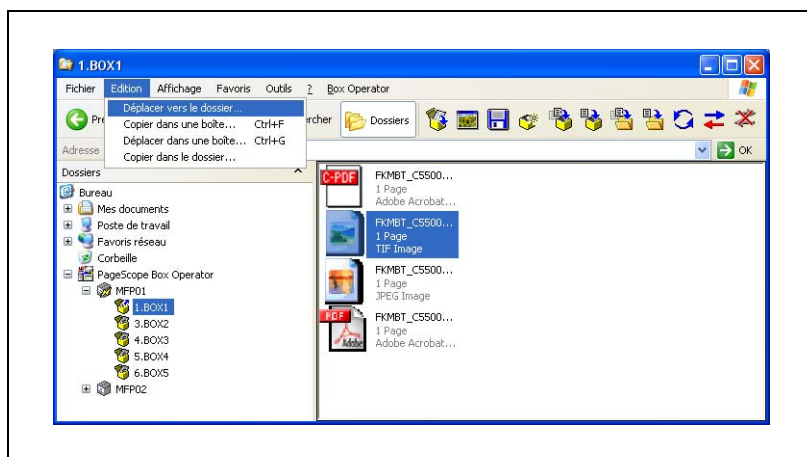 1.BOX1
Fichier Edition Affichage Favoris Outils ? Box Operator
Déplacer vers le dossier...
Copier dans une boîte... Ctrl+F
Déplacer dans une boîte... Ctrl+G
Copier dans le dossier...
Pré
rcher Dossiers
Adresse
OK
Dossiers
Bureau
Mes documents
Poste de travail
Favoris réseau
Corbeille
PageScope Box Operator
MFP01
1.BOX1
3.BOX2
4.BOX3
5.BOX4
6.BOX5
MFP02
C-PDF
FKMBT_C5500...
1 Page
Adobe Acrobat...
FKMBT_C5500...
1 Page
TIF Image
FKMBT_C5500...
1 Page
JPEG Image
PDF
Adobe
FKMBT_C5500...
1 Page
Adobe Acrobat...